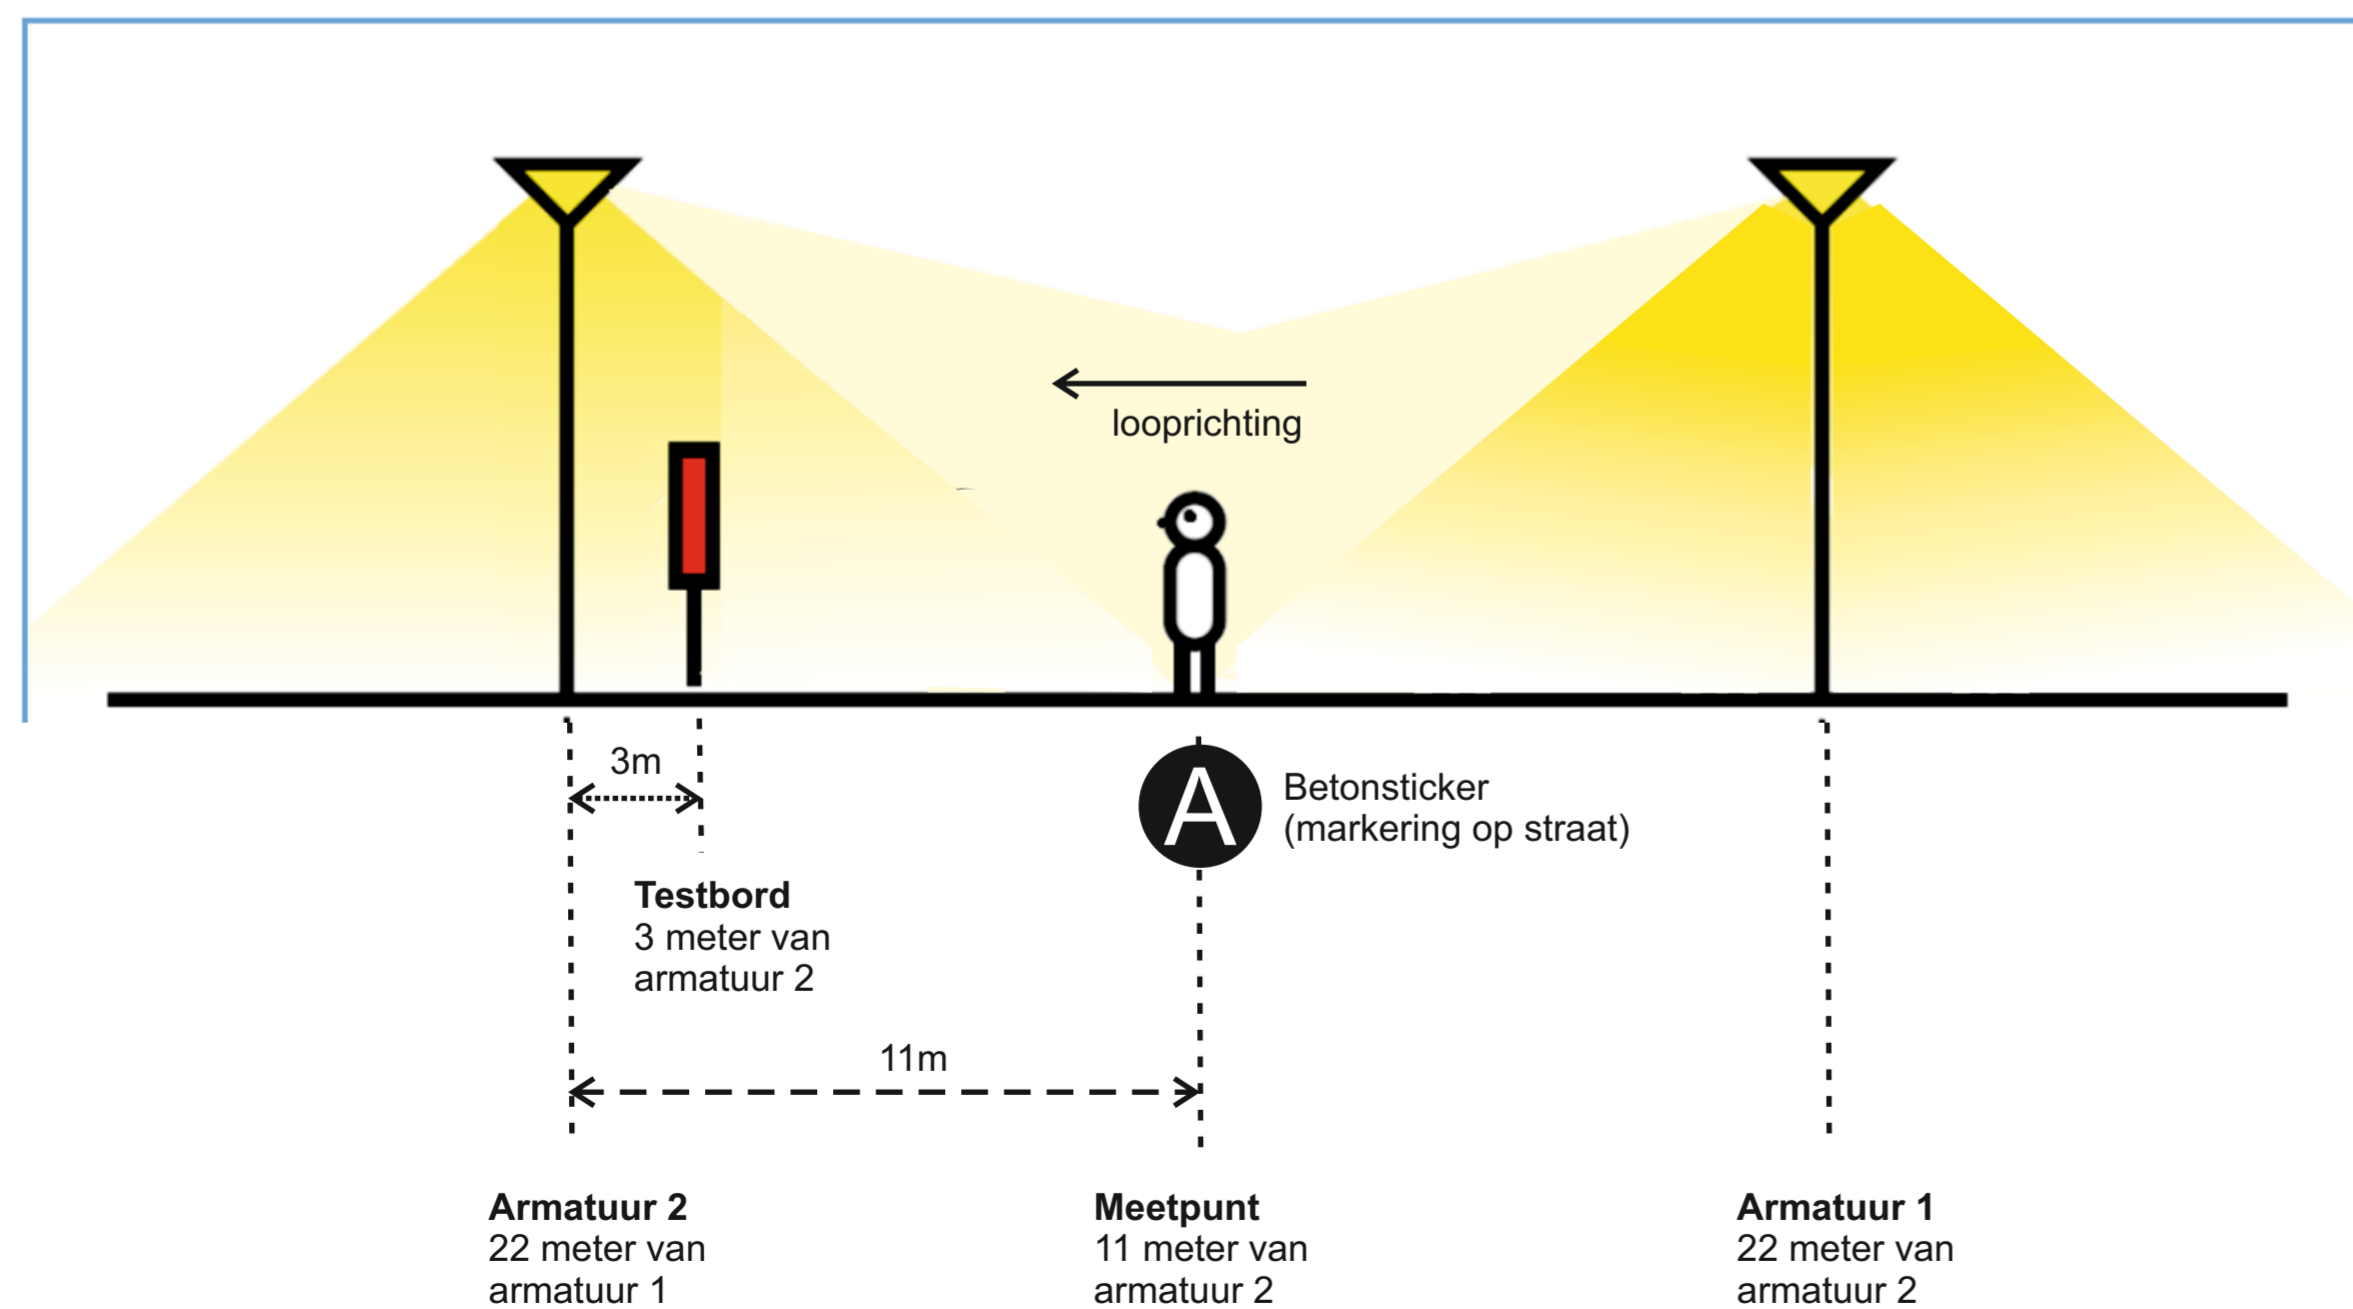 looprichting
3m
A
Betonsticker
(markering op straat)
Testbord
3 meter van
armatuur 2
11m
Armatuur 2
22 meter van
armatuur 1
Meetpunt
11 meter van
armatuur 2
Armatuur 1
22 meter van
armatuur 2